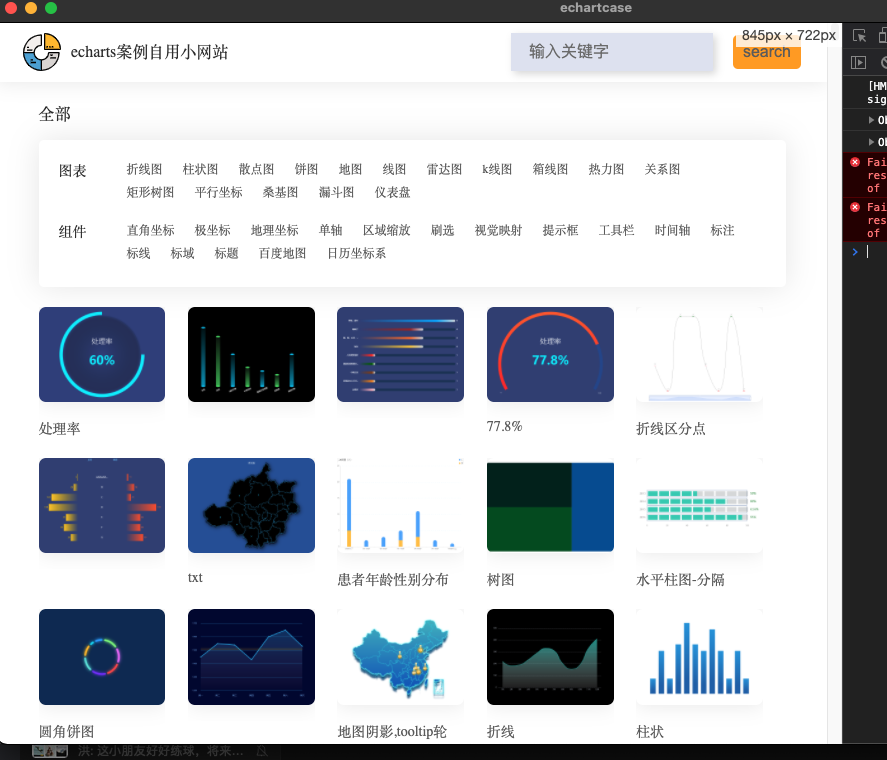 echartcase
echarts案例自用小网站
输入关键字
845px × 722px
search
[HM
sig
Ob
Ob
Fai
res
of
Fai
res
of
全部
图表 折线图 柱状图 散点图 饼图 地图 线图 雷达图 k线图 箱线图 热力图 关系图
矩形树图 平行坐标 桑基图 漏斗图 仪表盘
组件 直角坐标 极坐标 地理坐标 单轴 区域缩放 刷选 视觉映射 提示框 工具栏 时间轴 标注
标线 标域 标题 百度地图 日历坐标系
处理率
60%
处理率
77.8%
处理率 77.8% 折线区分点
txt 患者年龄性别分布 树图 水平柱图-分隔
圆角饼图 地图阴影,tooltip轮 折线 柱状
洪: 这小朋友好好练球，将来...